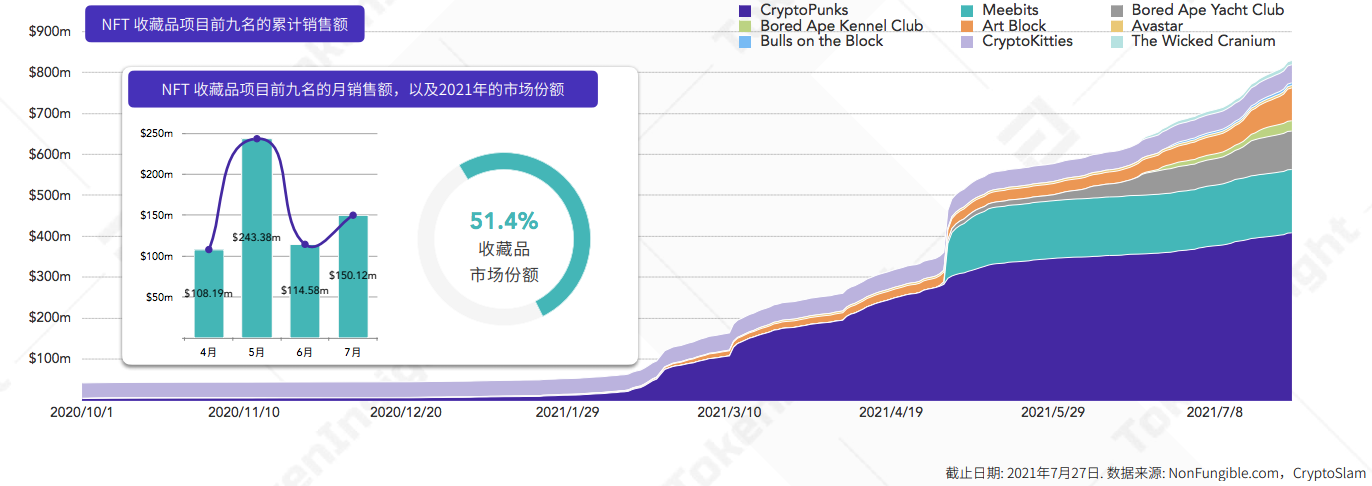 NFT 收藏品项目前九名的累计销售额
CryptoPunks
Meebits
Bored Ape Yacht Club
Bored Ape Kennel Club
Art Block
Avastar
Bulls on the Block
CryptoKitties
The Wicked Cranium
$900m
$800m
$700m
$600m
$500m
$400m
$300m
$200m
$100m
NFT 收藏品项目前九名的月销售额，以及2021年的市场份额
$250m
$200m
$150m
$100m
$50m
$108.19m
$243.38m
$114.58m
$150.12m
4月
5月
6月
7月
51.4%
收藏品
市场份额
2020/10/1
2020/11/10
2020/12/20
2021/1/29
2021/3/10
2021/4/19
2021/5/29
2021/7/8
截止日期: 2021年7月27日. 数据来源: NonFungible.com，CryptoSlam